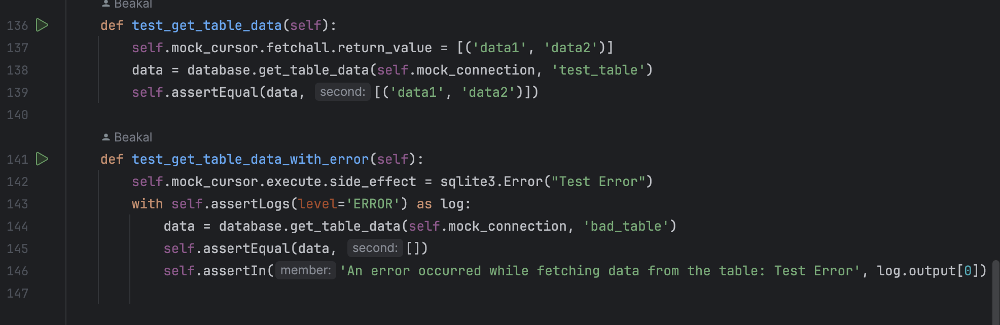 Beakal
136 def test_get_table_data(self):
137 self.mock_cursor.fetchall.return_value = [('data1', 'data2')]
138 data = database.get_table_data(self.mock_connection, 'test_table')
139 self.assertEqual(data, second: [('data1', 'data2')])
140
Beakal
141 def test_get_table_data_with_error(self):
142 self.mock_cursor.execute.side_effect = sqlite3.Error("Test Error")
143 with self.assertLogs(level='ERROR') as log:
144 data = database.get_table_data(self.mock_connection, 'bad_table')
145 self.assertEqual(data, second: [])
146 self.assertIn( member: 'An error occurred while fetching data from the table: Test Error', log.output[0])
147